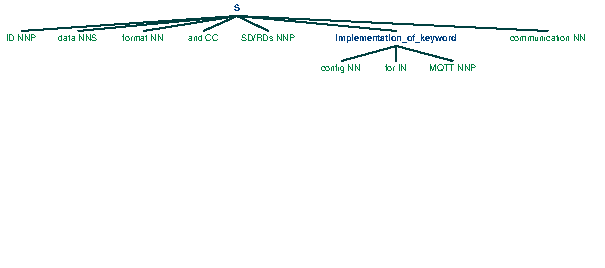 S
ID NNP data NNS format NN and CC SD/RDs NNP Implementation_of_keyword communication NN
config NN for IN MQTT NNP